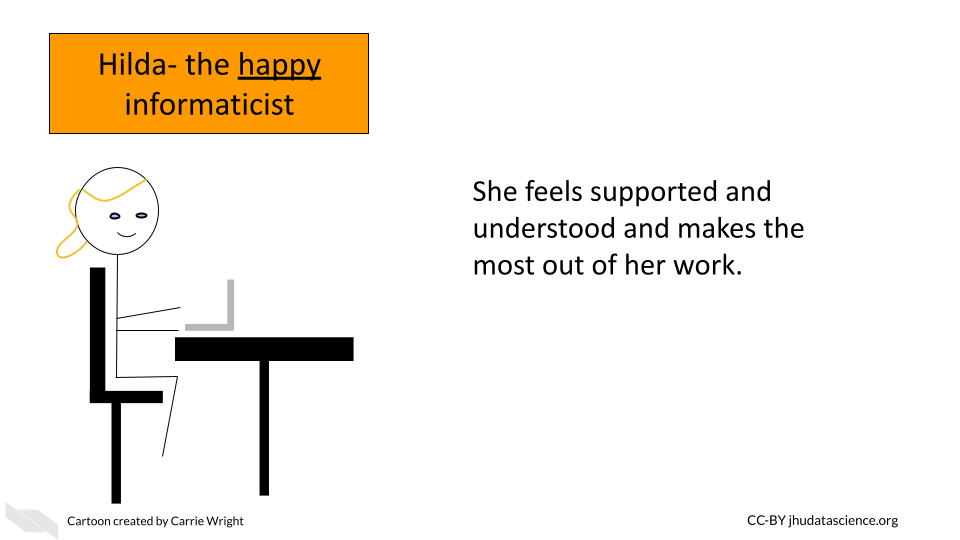 Hilda- the happy
informaticist
She feels supported and
understood and makes the
most out of her work.
Cartoon created by Carrie Wright
CC-BY jhudatascience.org